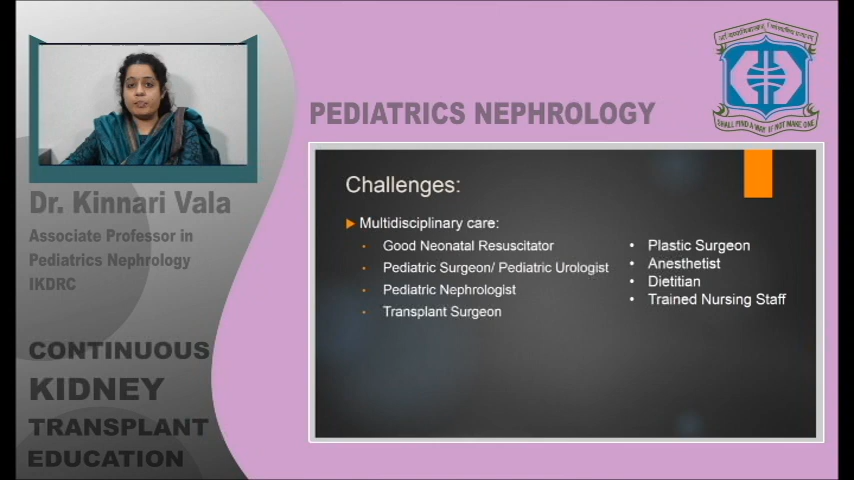 PEDIATRICS NEPHROLOGY
Dr. Kinnari Vala
Associate Professor in
Pediatrics Nephrology
IKDRC
CONTINUOUS
KIDNEY
TRANSPLANT
EDUCATION
SHALL FIND A WAY IF NOT MAKE ONE
Challenges:
Multidisciplinary care:
Good Neonatal Resuscitator
Pediatric Surgeon/ Pediatric Urologist
Pediatric Nephrologist
Transplant Surgeon
• Plastic Surgeon
• Anesthetist
• Dietitian
• Trained Nursing Staff